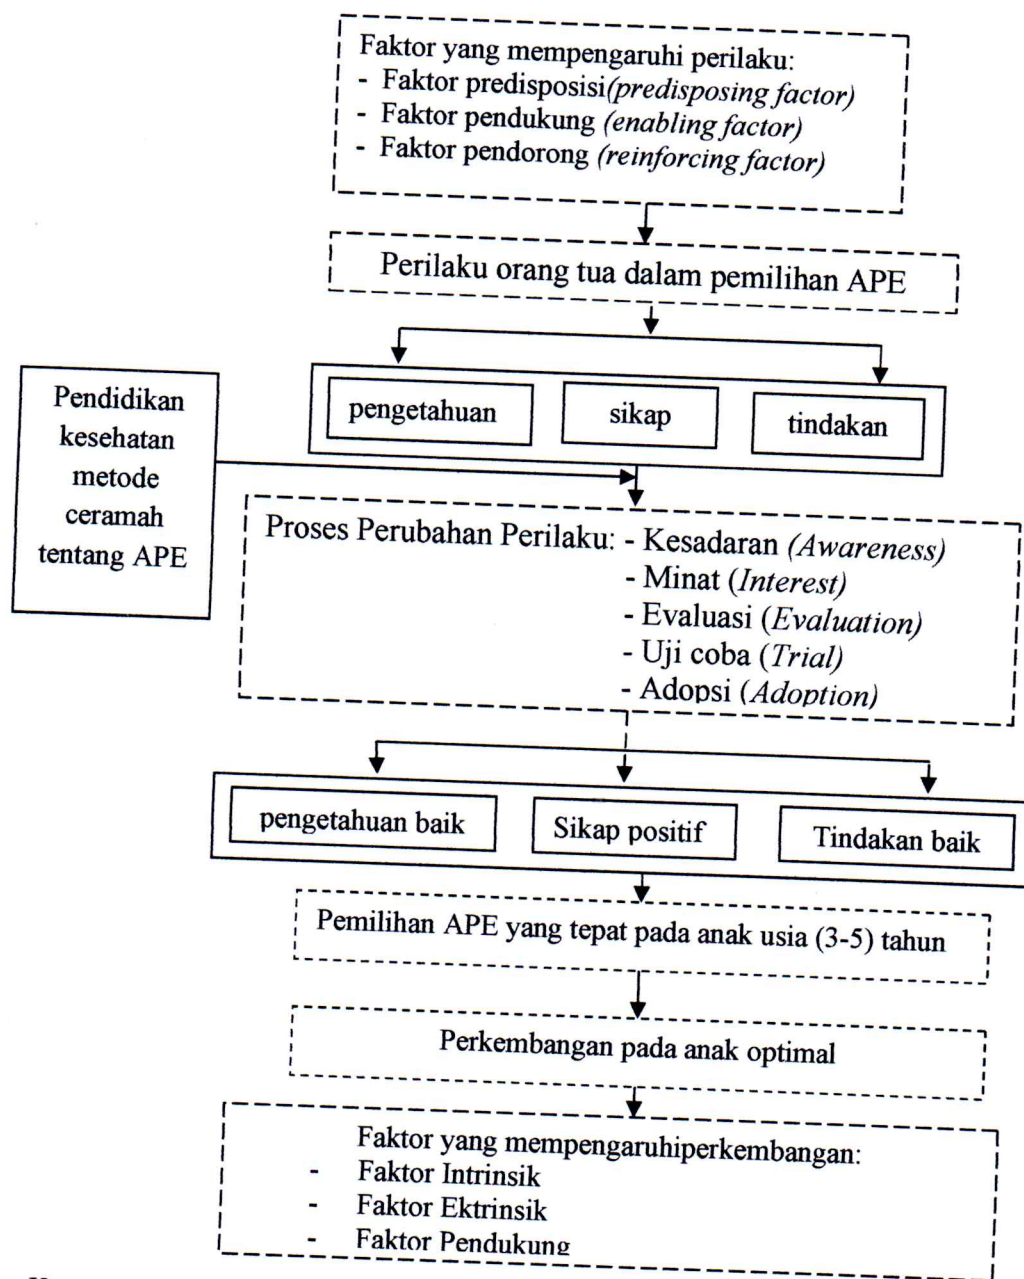 Faktor yang mempengaruhi perilaku:
- Faktor predisposisi(predisposing factor)
- Faktor pendukung (enabling factor)
- Faktor pendorong (reinforcing factor)
Perilaku orang tua dalam pemilihan APE
Pendidikan
kesehatan
metode
ceramah
tentang APE
pengetahuan
sikap
tindakan
Proses Perubahan Perilaku: - Kesadaran (Awareness)
- Minat (Interest)
- Evaluasi (Evaluation)
- Uji coba (Trial)
- Adopsi (Adoption)
pengetahuan baik
Sikap positif
Tindakan baik
Pemilihan APE yang tepat pada anak usia (3-5) tahun
Perkembangan pada anak optimal
Faktor yang mempengaruhiperkembangan:
- Faktor Intrinsik
- Faktor Ektrinsik
- Faktor Pendukung